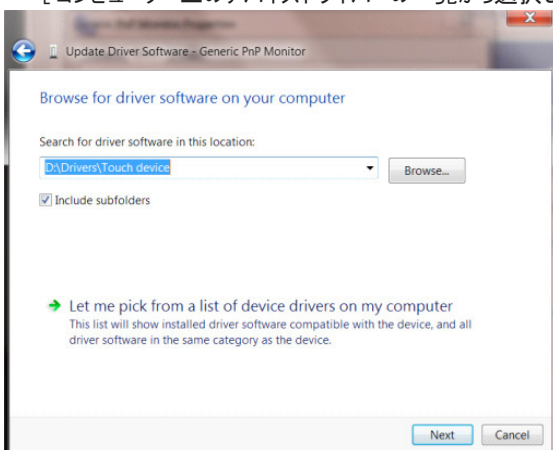 Update Driver Software - Generic PnP Monitor
Browse for driver software on your computer
Search for driver software in this location:
D:\Drivers\Touch device
Browse...
Include subfolders
Let me pick from a list of device drivers on my computer
This list will show installed driver software compatible with the device, and all
driver software in the same category as the device.
Next
Cancel